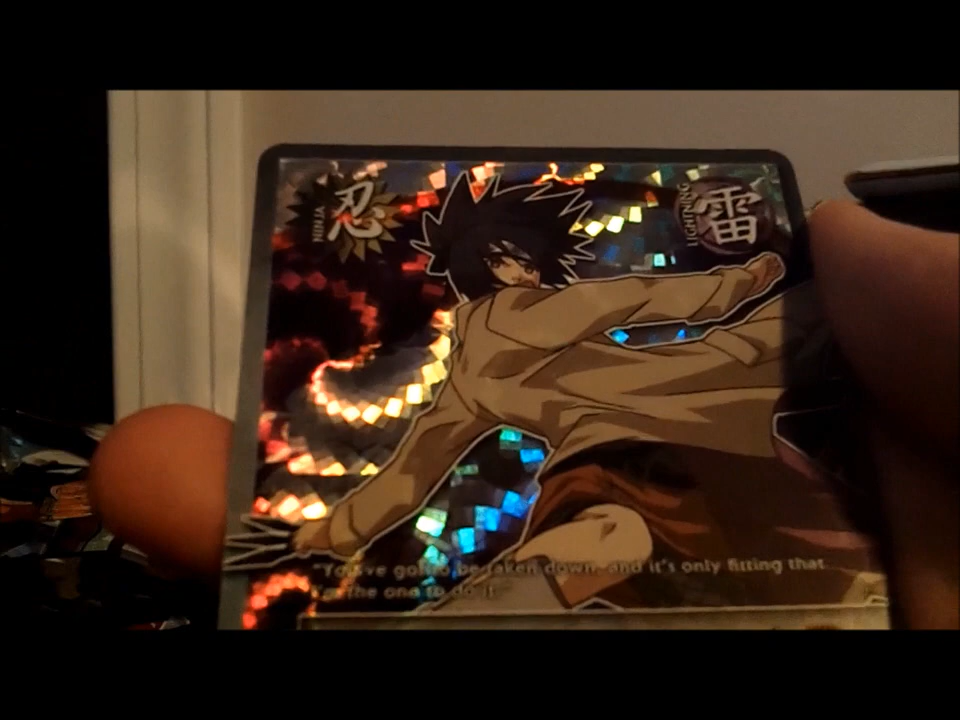 忍
NINJA
雷
LIGHTNING
"You've got to be taken down, and it's only fitting that
I'm the one to do it."